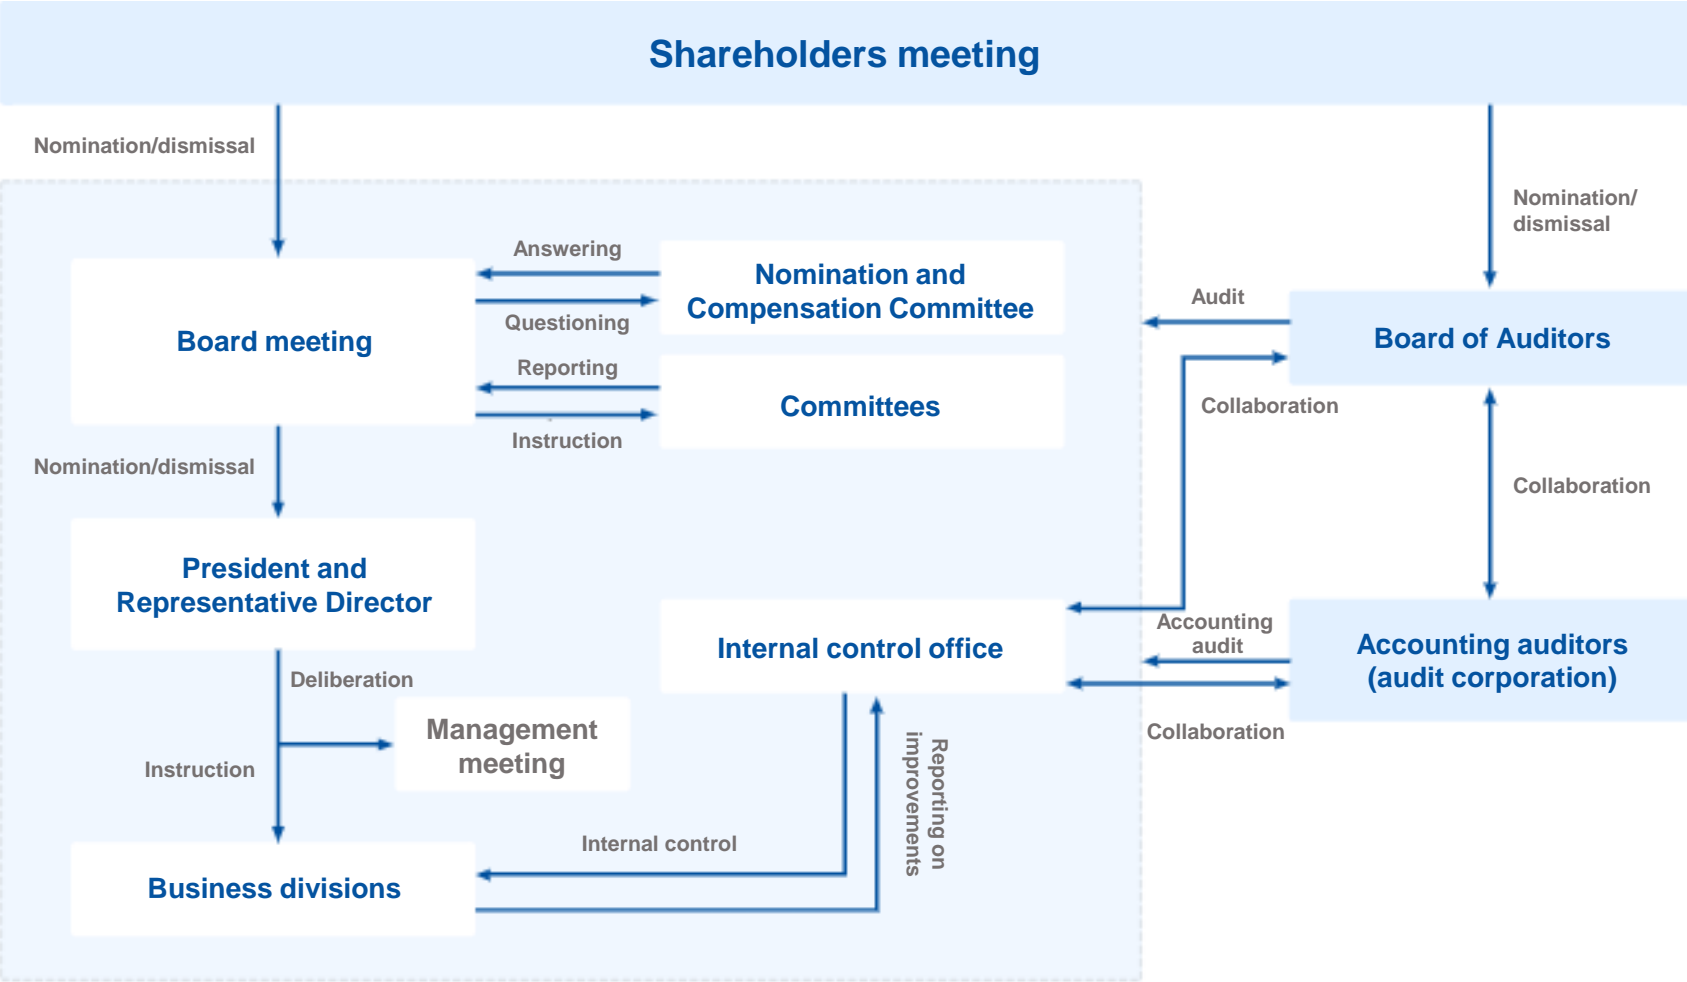 Shareholders meeting
Nomination/dismissal
Nomination/
dismissal
Answering
Nomination and
Compensation Committee
Questioning
Board meeting
Reporting
Committees
Instruction
Audit
Board of Auditors
Collaboration
Nomination/dismissal
Collaboration
President and
Representative Director
Internal control office
Accounting
audit
Accounting auditors
(audit corporation)
Collaboration
Deliberation
Management
meeting
Instruction
Reporting on
improvements
Internal control
Business divisions